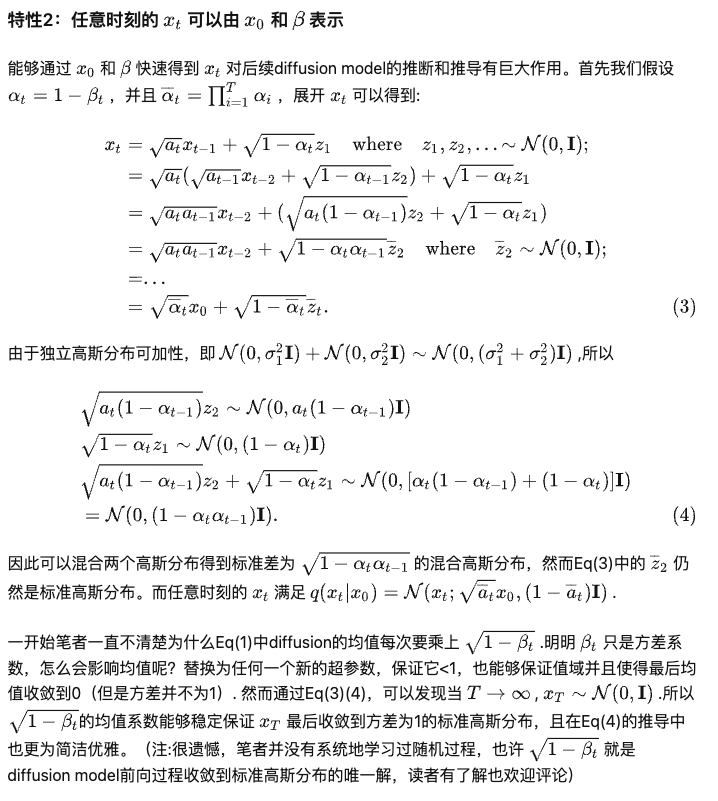 特性2：任意时刻的 $x_t$ 可以由 $x_0$ 和 $\beta$ 表示
能够通过 $x_0$ 和 $\beta$ 快速得到 $x_t$ 对后续diffusion model的推断和推导有巨大作用。首先我们假设
$\alpha_t = 1 - \beta_t$ ，并且 $\overline{\alpha}_t = \prod_{i=1}^{T} \alpha_i$ ，展开 $x_t$ 可以得到:
$x_t = \sqrt{a_t} x_{t-1} + \sqrt{1 - \alpha_t} z_1 \quad \text{where} \quad z_1, z_2, \ldots \sim \mathcal{N}(0, \mathbf{I});$
$= \sqrt{a_t}(\sqrt{a_{t-1}} x_{t-2} + \sqrt{1 - \alpha_{t-1}} z_2) + \sqrt{1 - \alpha_t} z_1$
$= \sqrt{a_t a_{t-1}} x_{t-2} + (\sqrt{a_t(1 - \alpha_{t-1})} z_2 + \sqrt{1 - \alpha_t} z_1)$
$= \sqrt{a_t a_{t-1}} x_{t-2} + \sqrt{1 - \alpha_t \alpha_{t-1}} \overline{z}_2 \quad \text{where} \quad \overline{z}_2 \sim \mathcal{N}(0, \mathbf{I});$
$= \ldots$
$= \sqrt{\overline{\alpha}_t} x_0 + \sqrt{1 - \overline{\alpha}_t} \overline{z}_t.$ (3)
由于独立高斯分布可加性，即 $\mathcal{N}(0, \sigma_1^2 \mathbf{I}) + \mathcal{N}(0, \sigma_2^2 \mathbf{I}) \sim \mathcal{N}(0, (\sigma_1^2 + \sigma_2^2) \mathbf{I})$ ,所以
$\sqrt{a_t(1 - \alpha_{t-1})} z_2 \sim \mathcal{N}(0, a_t(1 - \alpha_{t-1}) \mathbf{I})$
$\sqrt{1 - \alpha_t} z_1 \sim \mathcal{N}(0, (1 - \alpha_t) \mathbf{I})$
$\sqrt{a_t(1 - \alpha_{t-1})} z_2 + \sqrt{1 - \alpha_t} z_1 \sim \mathcal{N}(0, [\alpha_t(1 - \alpha_{t-1}) + (1 - \alpha_t)] \mathbf{I})$
$= \mathcal{N}(0, (1 - \alpha_t \alpha_{t-1}) \mathbf{I}).$ (4)
因此可以混合两个高斯分布得到标准差为 $\sqrt{1 - \alpha_t \alpha_{t-1}}$ 的混合高斯分布，然而Eq(3)中的 $\overline{z}_2$ 仍
然是标准高斯分布。而任意时刻的 $x_t$ 满足 $q(x_t|x_0) = \mathcal{N}(x_t; \sqrt{\overline{a}_t} x_0, (1 - \overline{a}_t) \mathbf{I})$ .
一开始笔者一直不清楚为什么Eq(1)中diffusion的均值每次要乘上 $\sqrt{1 - \beta_t}$ .明明 $\beta_t$ 只是方差系
数，怎么会影响均值呢？替换为任何一个新的超参数，保证它<1，也能够保证值域并且使得最后均
值收敛到0（但是方差并不为1）. 然而通过Eq(3)(4)，可以发现当 $T \to \infty$ , $x_T \sim \mathcal{N}(0, \mathbf{I})$ .所以
$\sqrt{1 - \beta_t}$的均值系数能够稳定保证 $x_T$ 最后收敛到方差为1的标准高斯分布，且在Eq(4)的推导中
也更为简洁优雅。（注:很遗憾，笔者并没有系统地学习过随机过程，也许 $\sqrt{1 - \beta_t}$ 就是
diffusion model前向过程收敛到标准高斯分布的唯一解，读者有了解也欢迎评论）